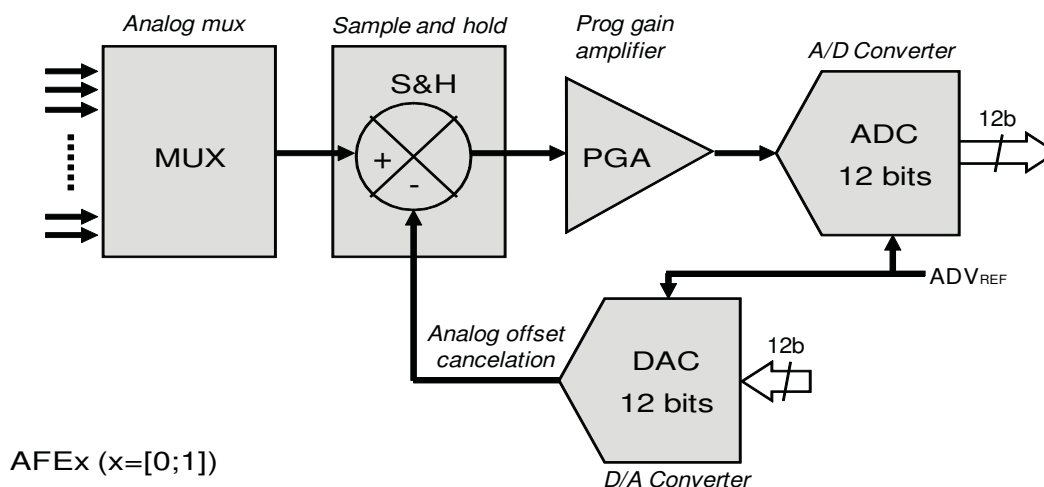 Analog mux
Sample and hold
Prog gain
amplifier
A/D Converter
MUX
S&H
+
-
PGA
ADC
12 bits
12b
ADVREF
Analog offset
cancelation
DAC
12 bits
12b
D/A Converter
AFEx (x=[0;1])